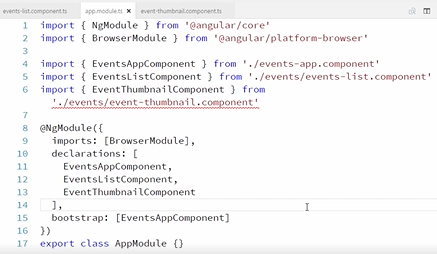 events-list.component.ts app.module.ts event-thumbnail.component.ts
1 import { NgModule } from '@angular/core'
2 import { BrowserModule } from '@angular/platform-browser'
3
4 import { EventsAppComponent } from './events-app.component'
5 import { EventsListComponent } from './events/events-list.component'
6 import { EventThumbnailComponent } from
'./events/event-thumbnail.component'
7
8 @NgModule({
9 imports: [BrowserModule],
10 declarations: [
11 EventsAppComponent,
12 EventsListComponent,
13 EventThumbnailComponent
14 ],
15 bootstrap: [EventsAppComponent]
16 })
17 export class AppModule {}